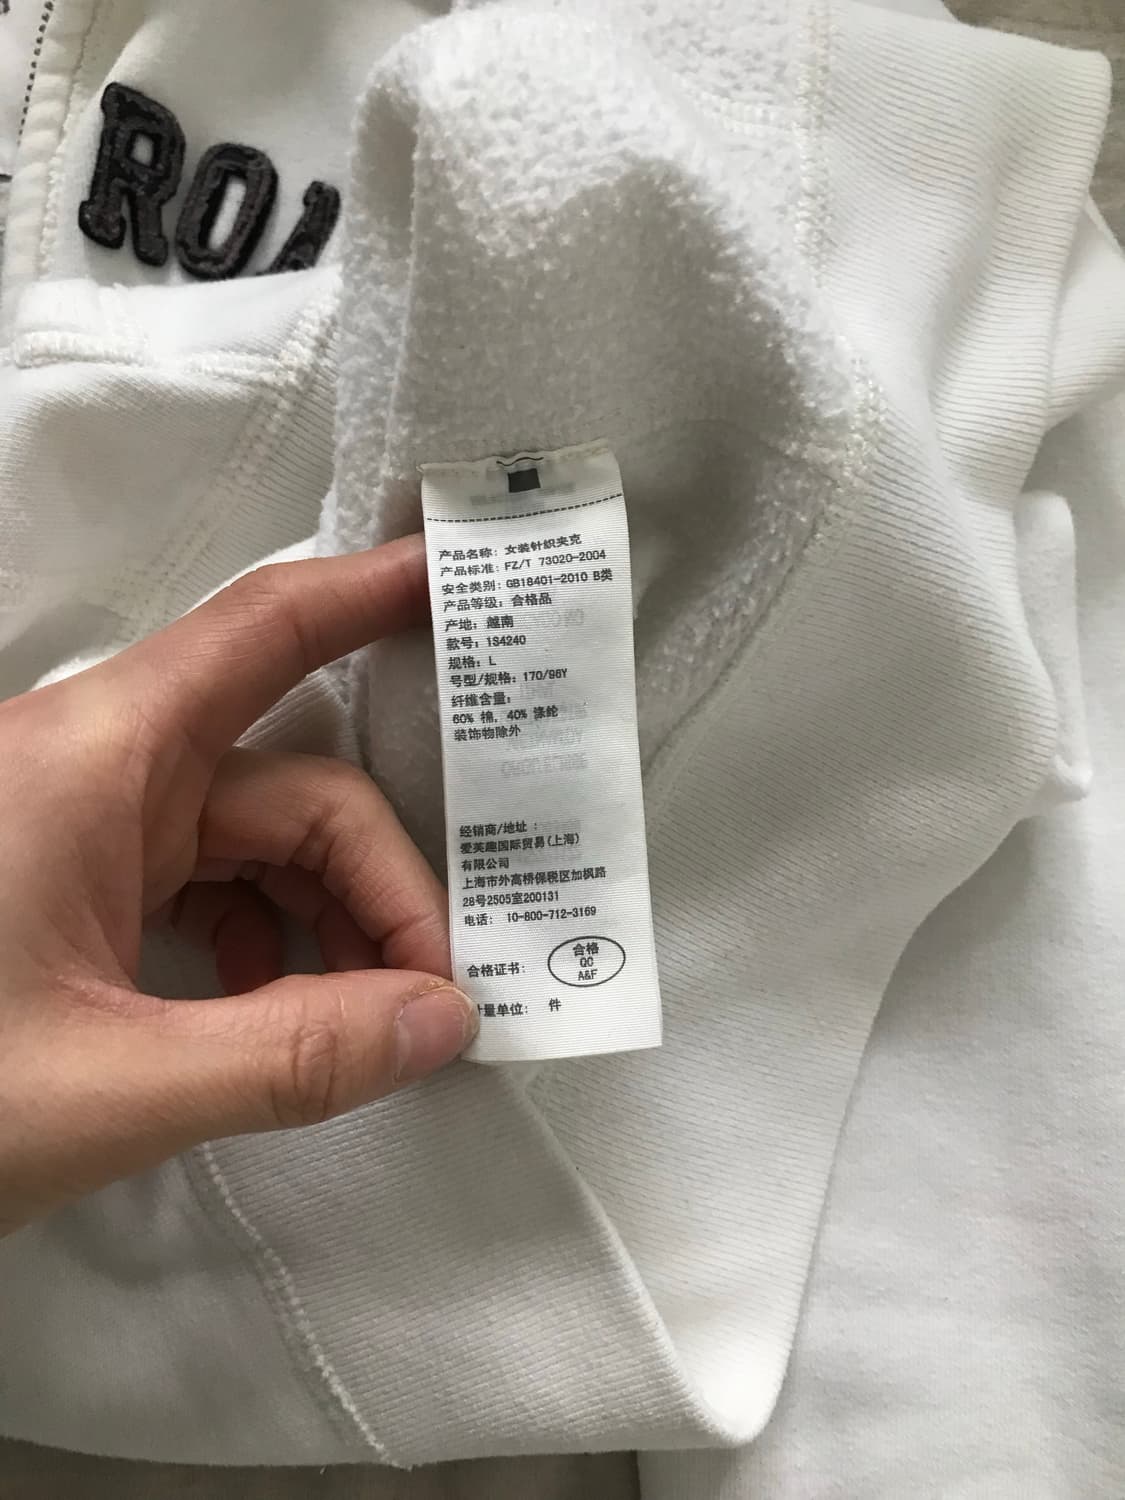 ROA
产品名称: 女装针织夹克
产品标准: FZ/T 73020-2004
安全类别: GB18401-2010 B类
产品等级: 合格品
产地: 越南
款号: 1S4240
规格: L
号型/规格: 170/96Y
纤维含量:
60% 棉, 40% 涤纶
装饰物除外
经销商/地址 :
爱芙趣国际贸易(上海)
有限公司
上海市外高桥保税区加枫路
28号2505室200131
电话: 10-800-712-3169
合格证书: 合格
QC
A&F
量单位: 件